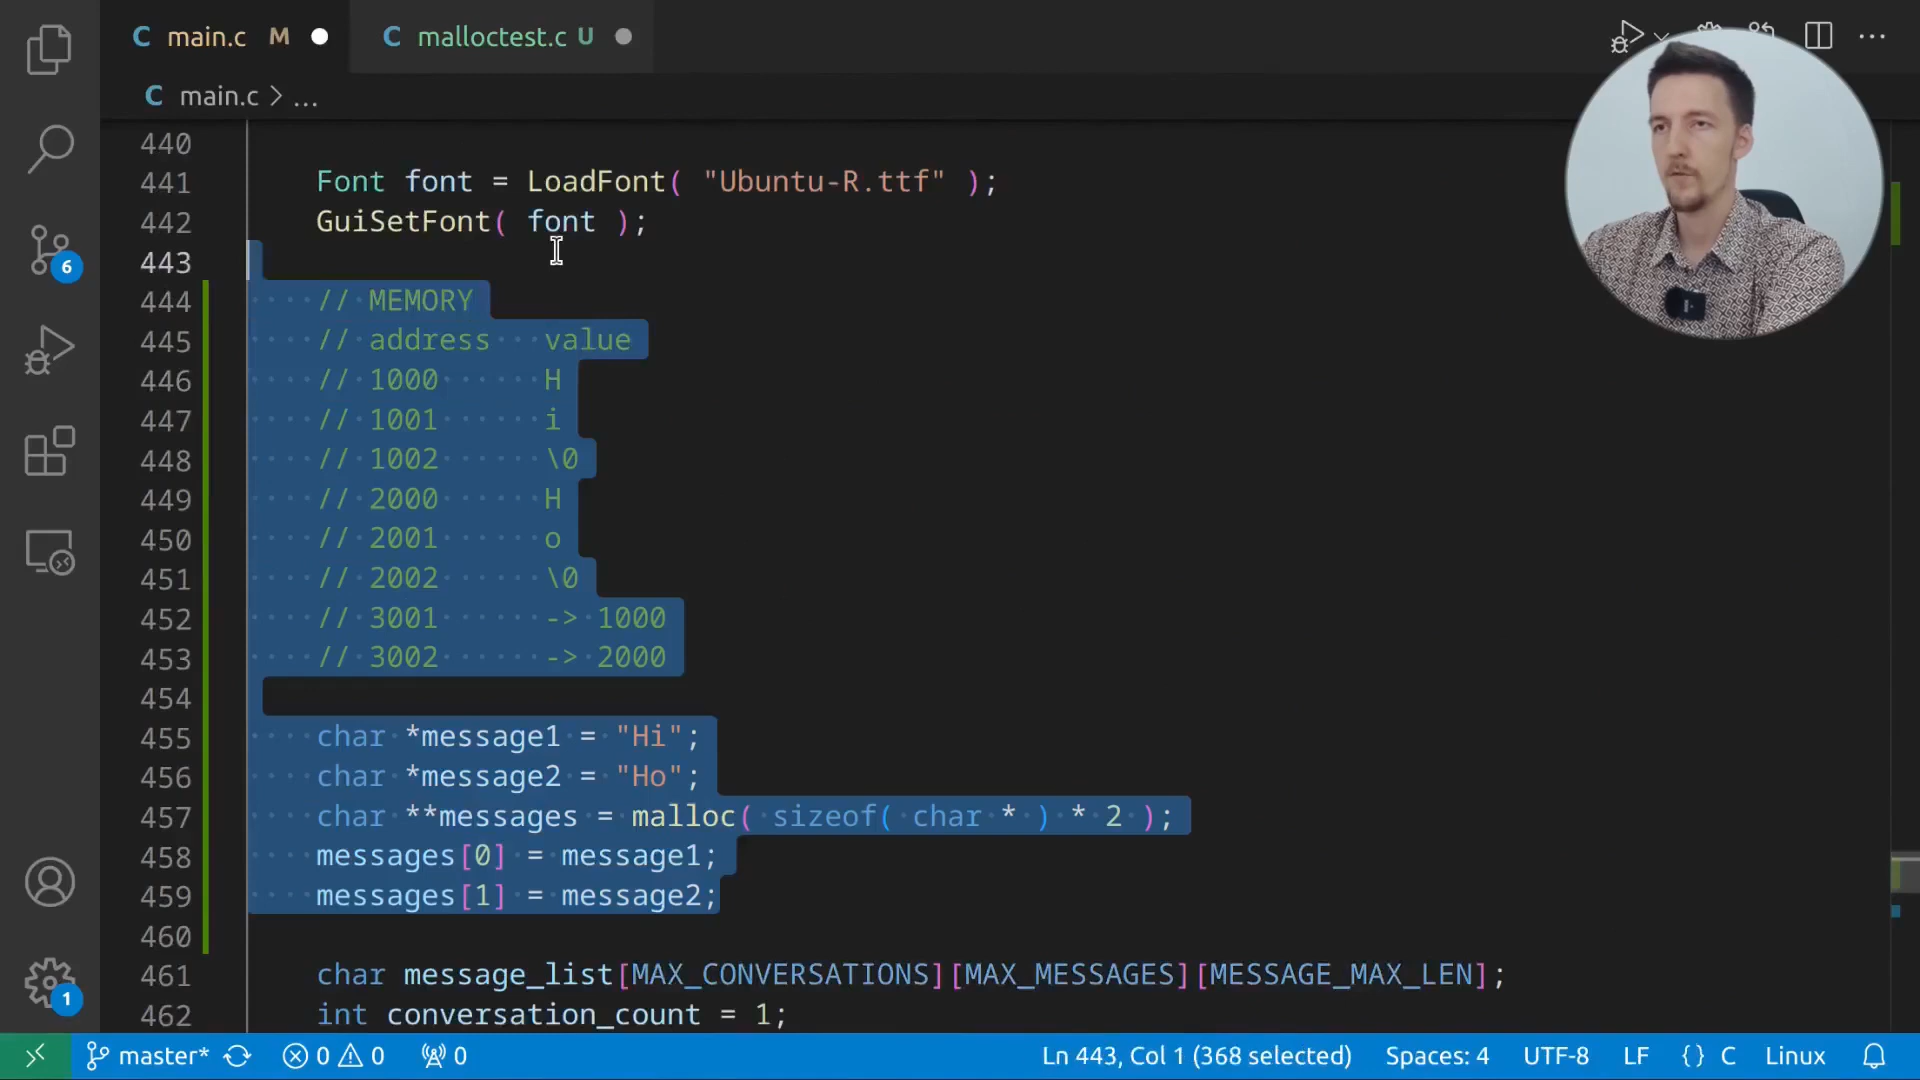 main.c M
malloctest.c U
main.c > ...
440
441 Font font = LoadFont( "Ubuntu-R.ttf" );
442 GuiSetFont( font );
443
444 // MEMORY
445 // address value
446 // 1000 H
447 // 1001 i
448 // 1002 \0
449 // 2000 H
450 // 2001 o
451 // 2002 \0
452 // 3001 -> 1000
453 // 3002 -> 2000
454
455 char *message1 = "Hi";
456 char *message2 = "Ho";
457 char **messages = malloc( sizeof( char * ) * 2 );
458 messages[0] = message1;
459 messages[1] = message2;
460
461 char message_list[MAX_CONVERSATIONS][MAX_MESSAGES][MESSAGE_MAX_LEN];
462 int conversation_count = 1;
6
1
master* 0 0 0 Ln 443, Col 1 (368 selected) Spaces: 4 UTF-8 LF {} C Linux